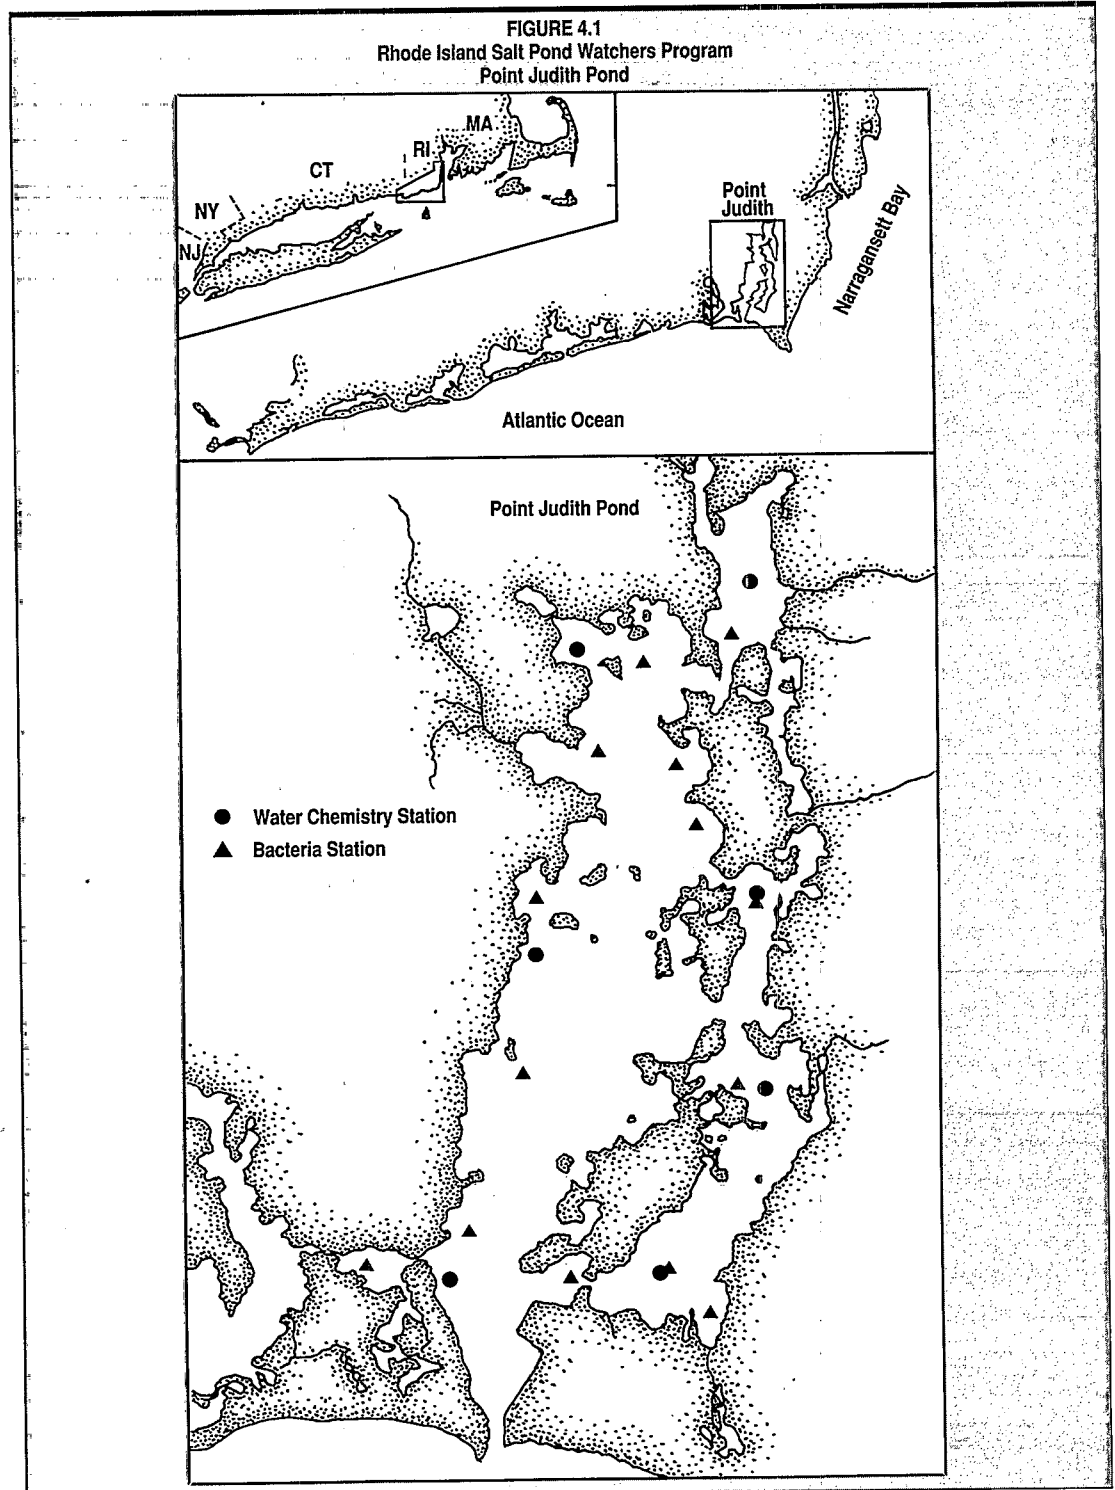 FIGURE 4.1
Rhode Island Salt Pond Watchers Program
Point Judith Pond
MA
RI
CT
NY
NJ
Point
Judith
Narragansett Bay
Atlantic Ocean
Point Judith Pond
Water Chemistry Station
Bacteria Station